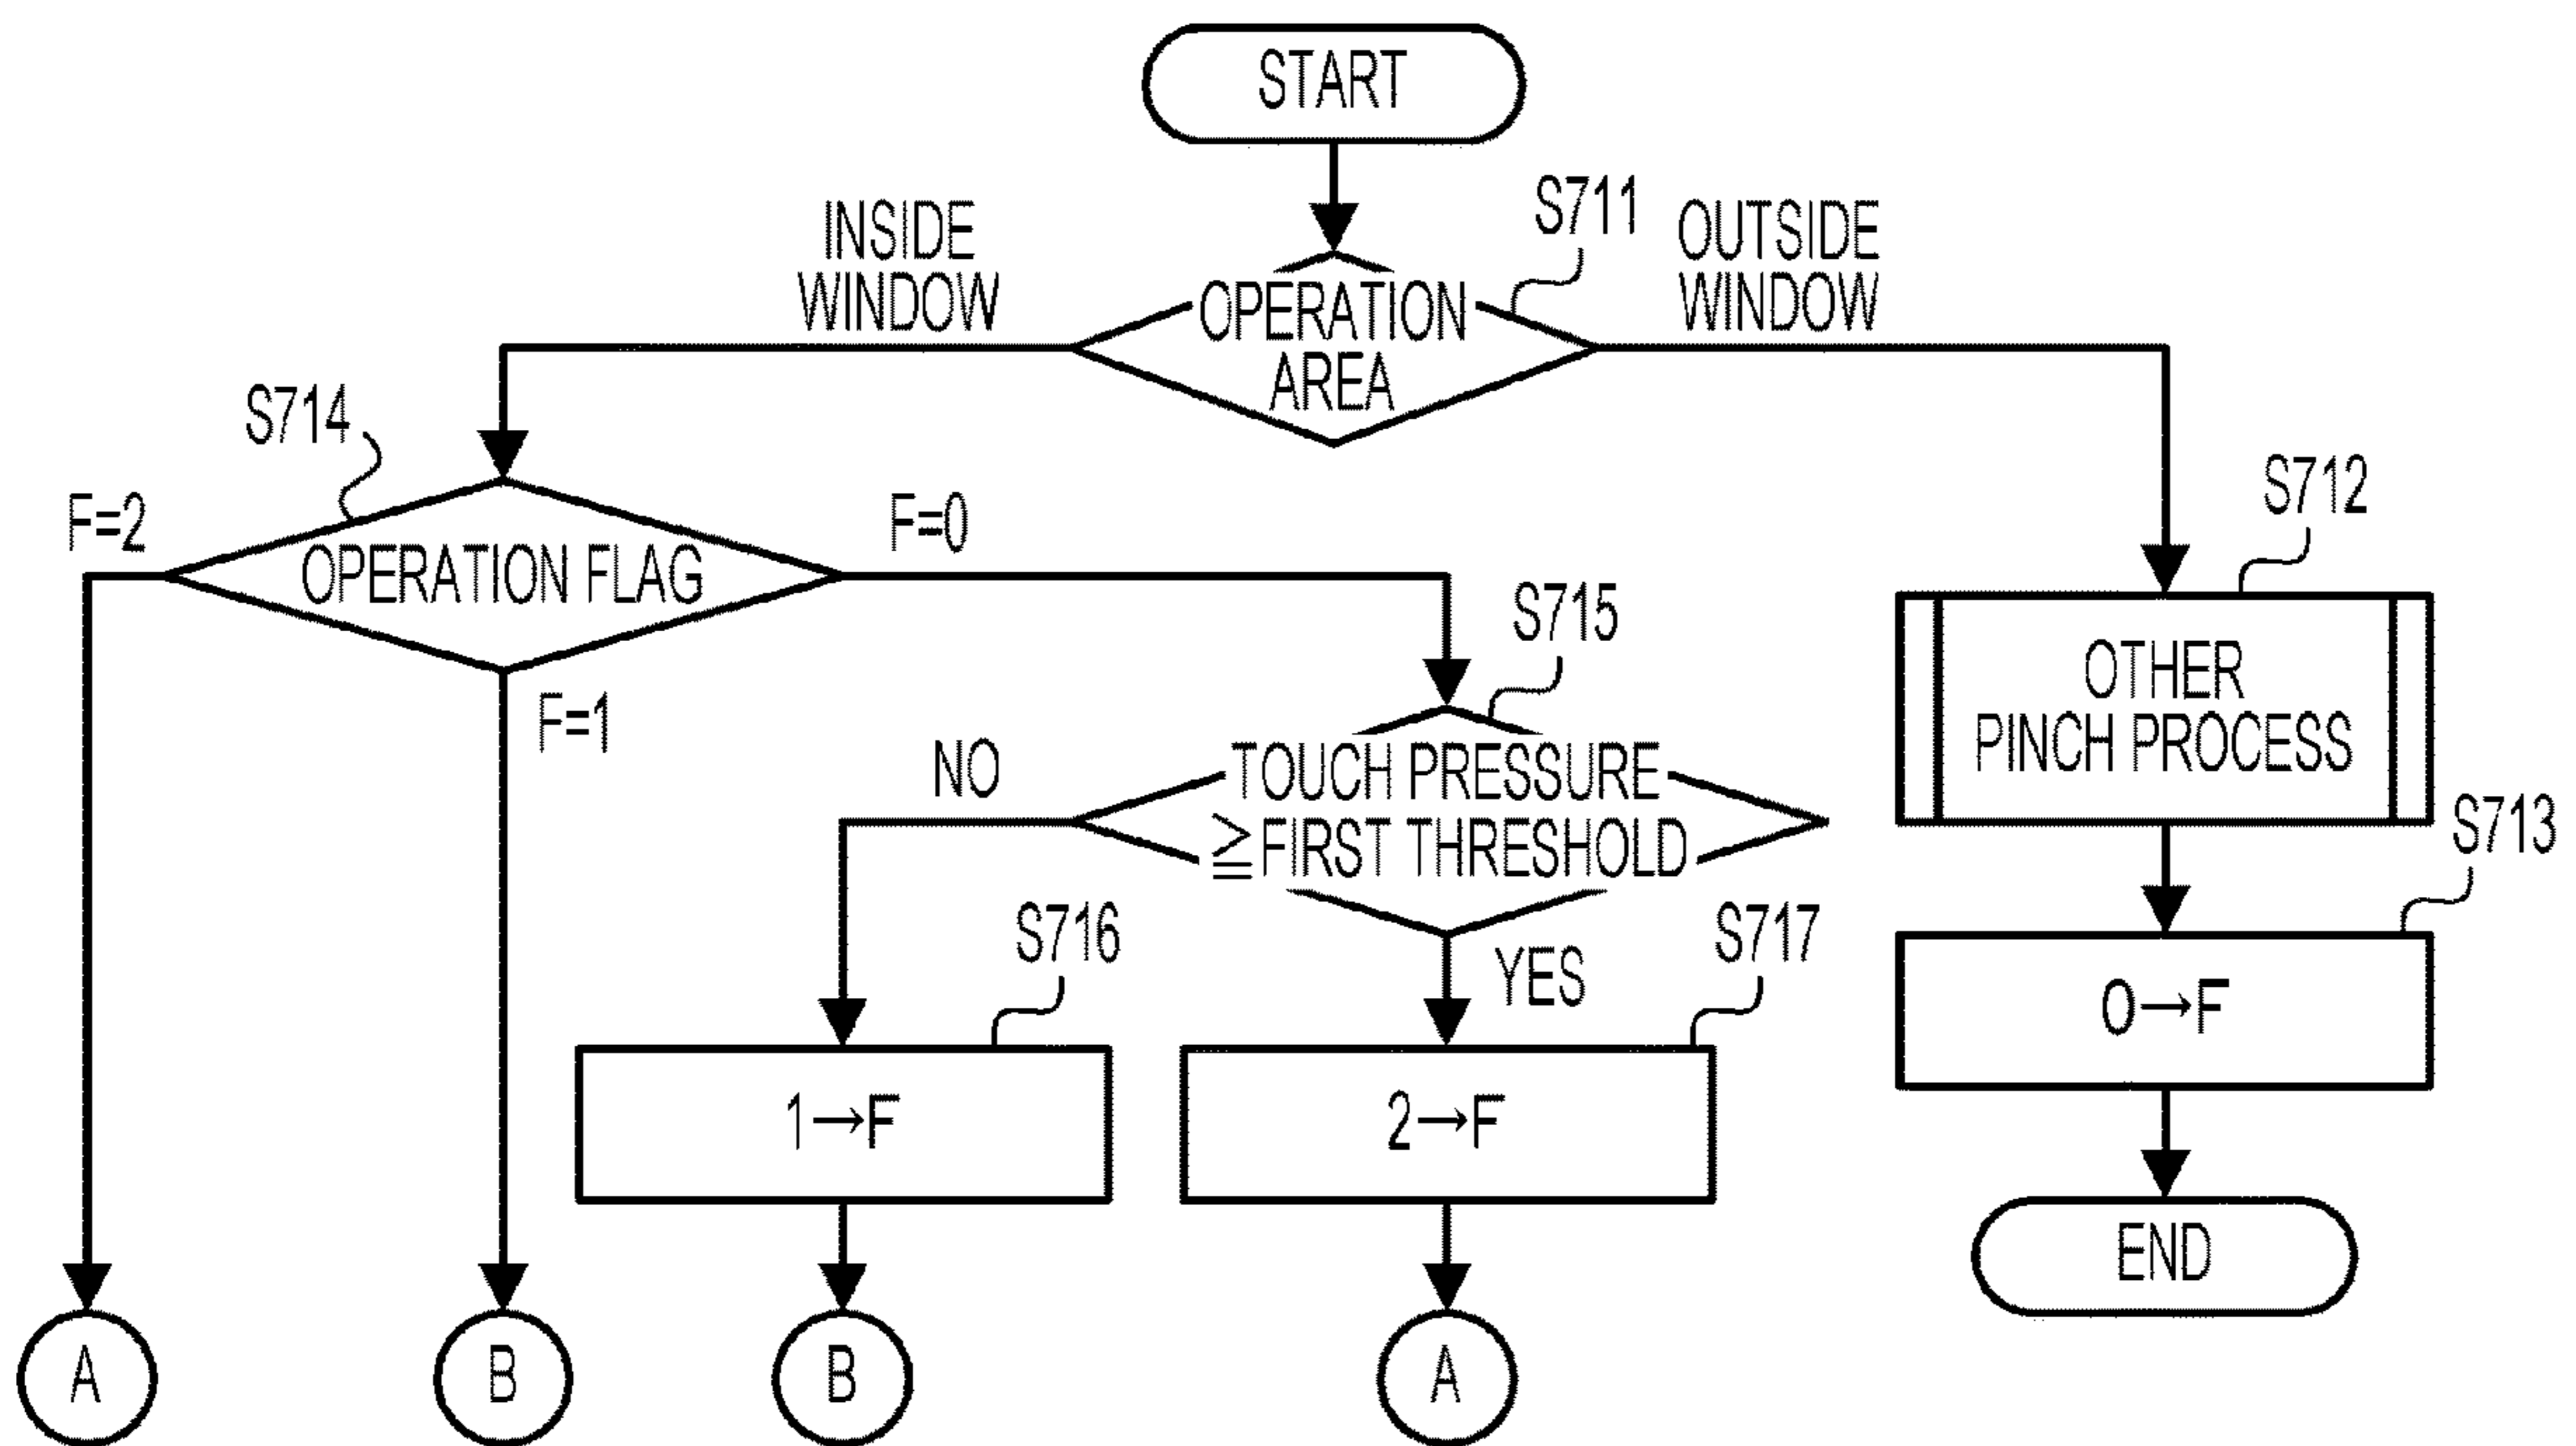 START
INSIDE
WINDOW
S711
OUTSIDE
WINDOW
OPERATION
AREA
S714
F=2
F=0
OPERATION FLAG
F=1
S712
OTHER
PINCH PROCESS
S715
NO
TOUCH PRESSURE
≧FIRST THRESHOLD
YES
S713
0→F
S716
1→F
S717
2→F
END
A
B
B
A